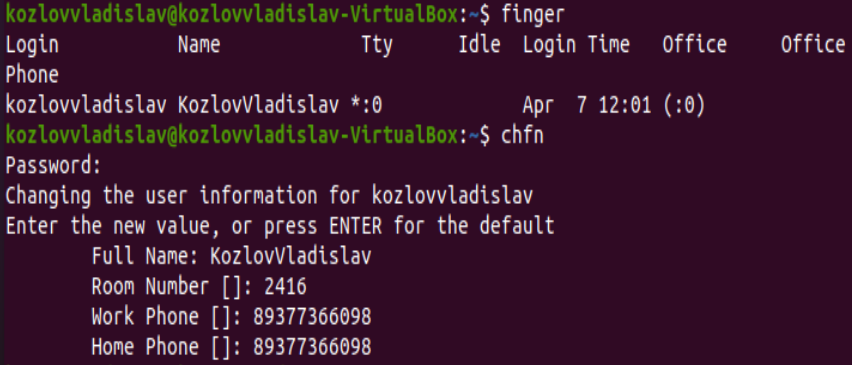 kozlovvladislav@kozlovvladislav-VirtualBox:~$ finger
Login           Name             Tty      Idle  Login Time   Office     Office
Phone
kozlovvladislav KozlovVladislav *:0             Apr  7 12:01 (:0)
kozlovvladislav@kozlovvladislav-VirtualBox:~$ chfn
Password:
Changing the user information for kozlovvladislav
Enter the new value, or press ENTER for the default
        Full Name: KozlovVladislav
        Room Number []: 2416
        Work Phone []: 89377366098
        Home Phone []: 89377366098